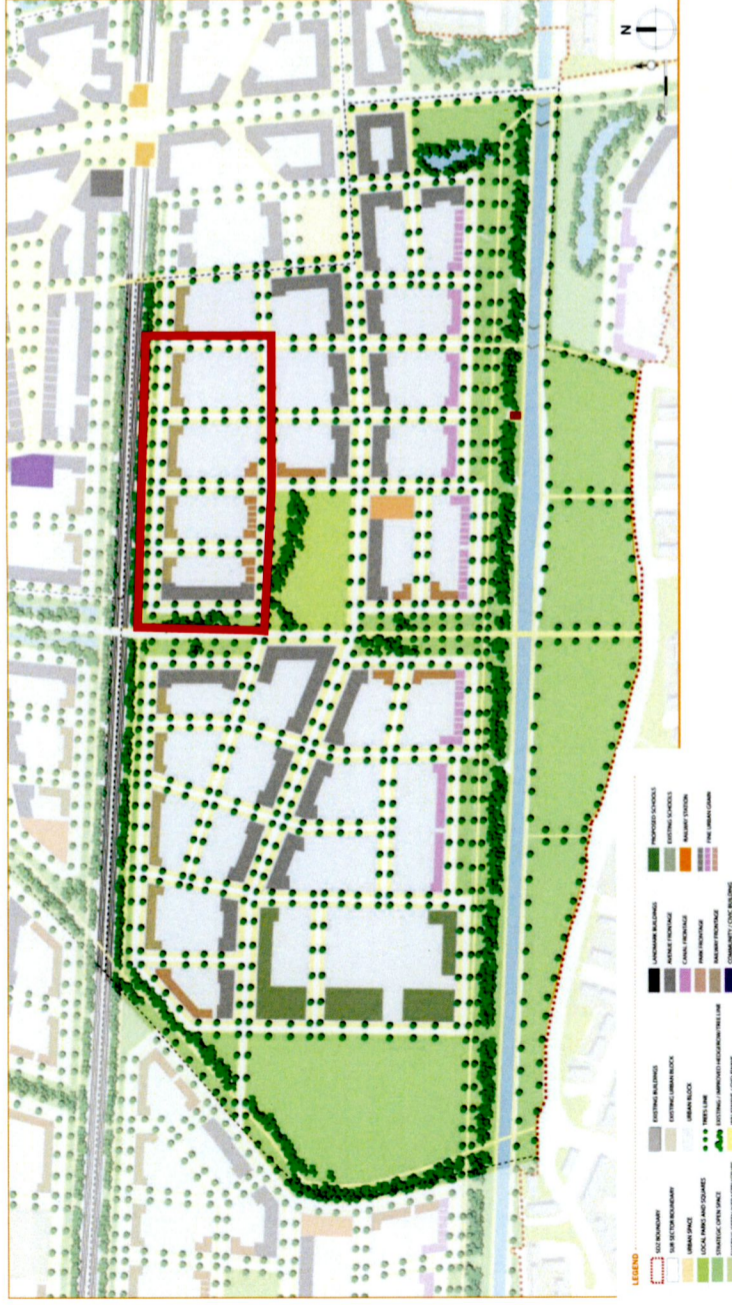 N
LEGEND
SDZ BOUNDARY
SUB SECTOR BOUNDARY
URBAN SPACE
LOCAL PARKS AND SQUARES
STRATEGIC OPEN SPACE
EXISTING BUILDINGS
EXISTING URBAN BLOCK
URBAN BLOCK
TREES LINE
EXISTING / IMPROVED HEDGEROW/TREE LINE
LANDMARK BUILDINGS
AVENUE FRONTAGE
CANAL FRONTAGE
PARK FRONTAGE
RAILWAY FRONTAGE
COMMUNITY / CIVIC BUILDING
PROPOSED SCHOOLS
EXISTING SCHOOLS
RAILWAY STATION
FINE URBAN GRAIN